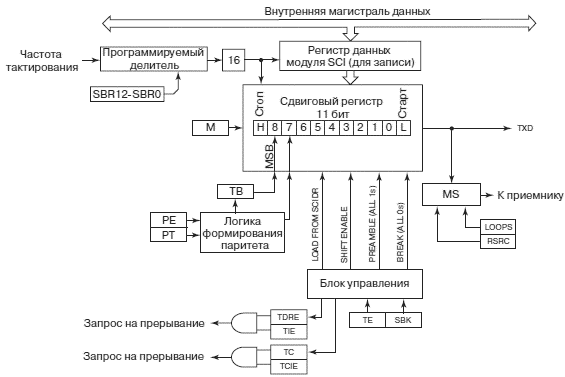 Внутренняя магистраль данных
Частота
тактирования
Программируемый
делитель
16
Регистр данных
модуля SCI (для записи)
SBR12-SBR0
Стоп
Сдвиговый регистр
11 бит
Старт
M
H 8 7 6 5 4 3 2 1 0 L
TXD
MSB
TB
MS
К приемнику
PE
PT
Логика
формирования
паритета
LOOPS
RSRC
LOAD FROM SCIDR
SHIFT ENABLE
PREAMBLE (ALL 1s)
BREAK (ALL 0s)
Блок управления
TE
SBK
Запрос на прерывание
TDRE
TIE
Запрос на прерывание
TC
TCIE